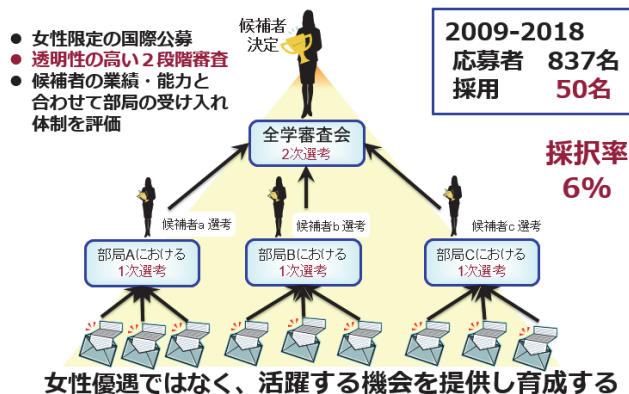 ● 女性限定の国際公募
● 透明性の高い２段階審査
● 候補者の業績・能力と
合わせて部局の受け入れ
体制を評価
候補者
決定
2009-2018
応募者 837名
採用 50名
採択率
6%
全学審査会
2次選考
候補者a 選考
候補者b 選考
候補者c 選考
部局Aにおける
1次選考
部局Bにおける
1次選考
部局Cにおける
1次選考
女性優遇ではなく、活躍する機会を提供し育成する